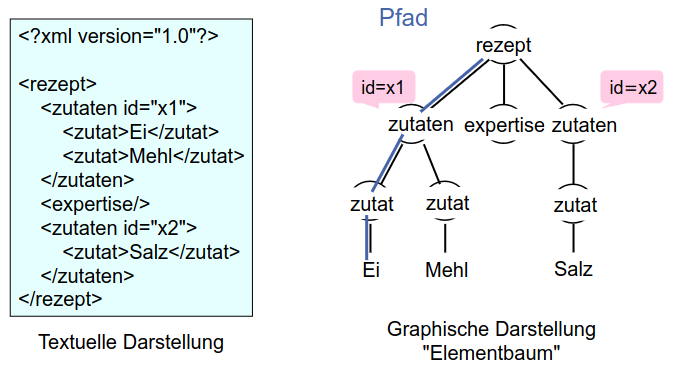 <?xml version="1.0"?>
<rezept>
<zutaten id="x1">
<zutat>Ei</zutat>
<zutat>Mehl</zutat>
</zutaten>
<expertise/>
<zutaten id="x2">
<zutat>Salz</zutat>
</zutaten>
</rezept>
Textuelle Darstellung
Pfad
rezept
id=x1
id=x2
zutaten expertise zutaten
zutat zutat zutat
Ei Mehl Salz
Graphische Darstellung
"Elementbaum"